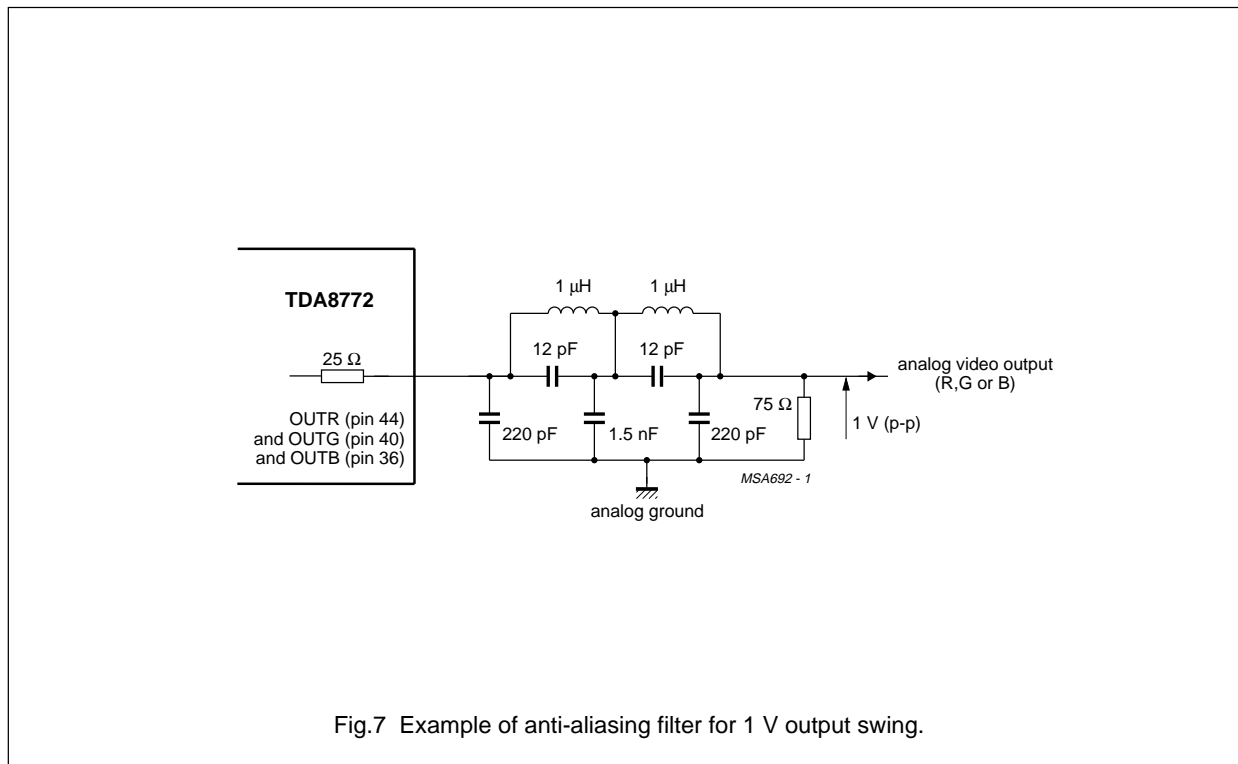 1 μH 1 μH
TDA8772
12 pF 12 pF
25 Ω
analog video output
(R,G or B)
75 Ω
1 V (p-p)
OUTR (pin 44)
and OUTG (pin 40)
and OUTB (pin 36)
220 pF 1.5 nF 220 pF
MSA692 - 1
analog ground
Fig.7 Example of anti-aliasing filter for 1 V output swing.